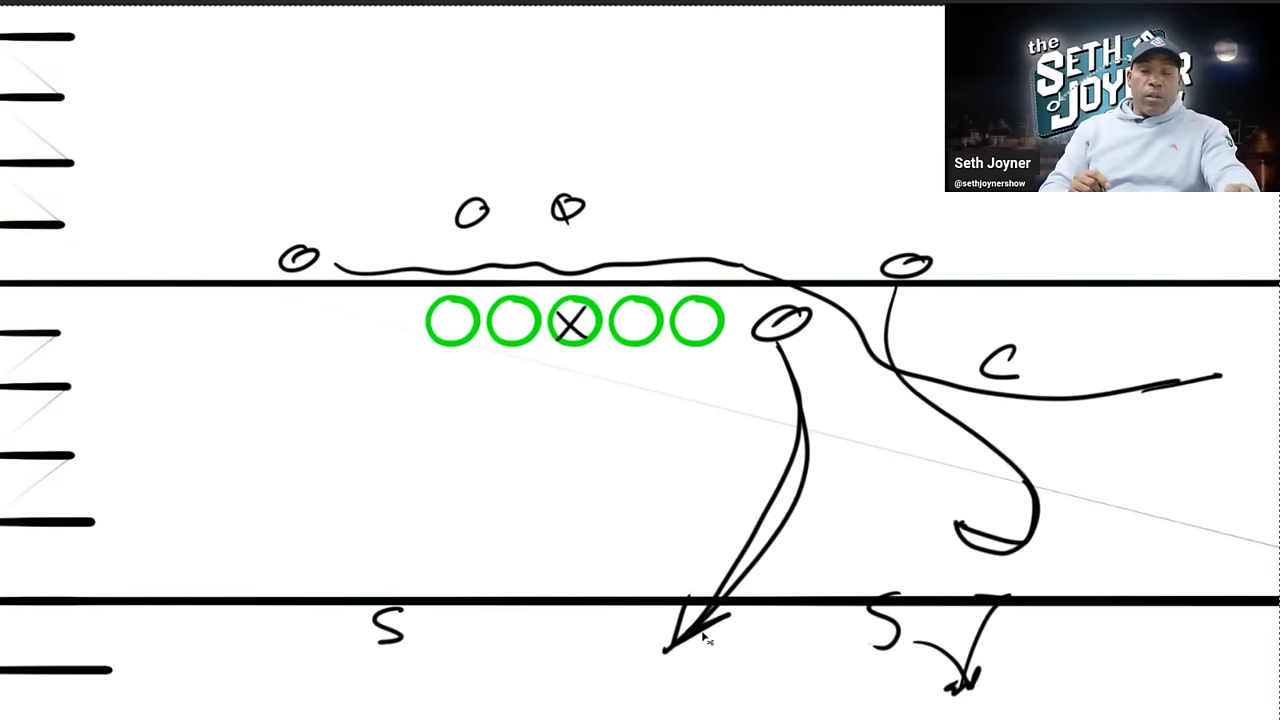 the
SETH
JOYNER
Seth Joyner
@sethjoynershow
X
C
S
S